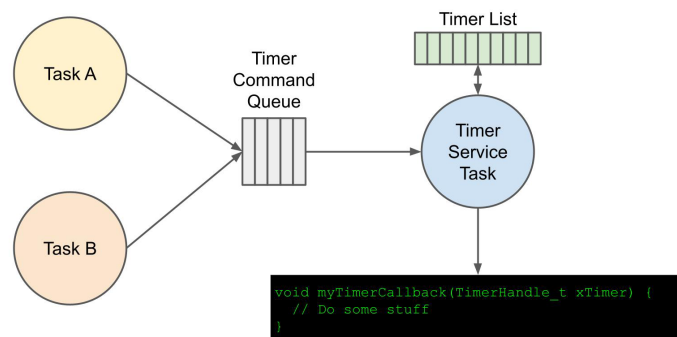 Timer List
Task A
Timer
Command
Queue
Timer
Service
Task
Task B
void myTimerCallback(TimerHandle_t xTimer) {
  // Do some stuff
}